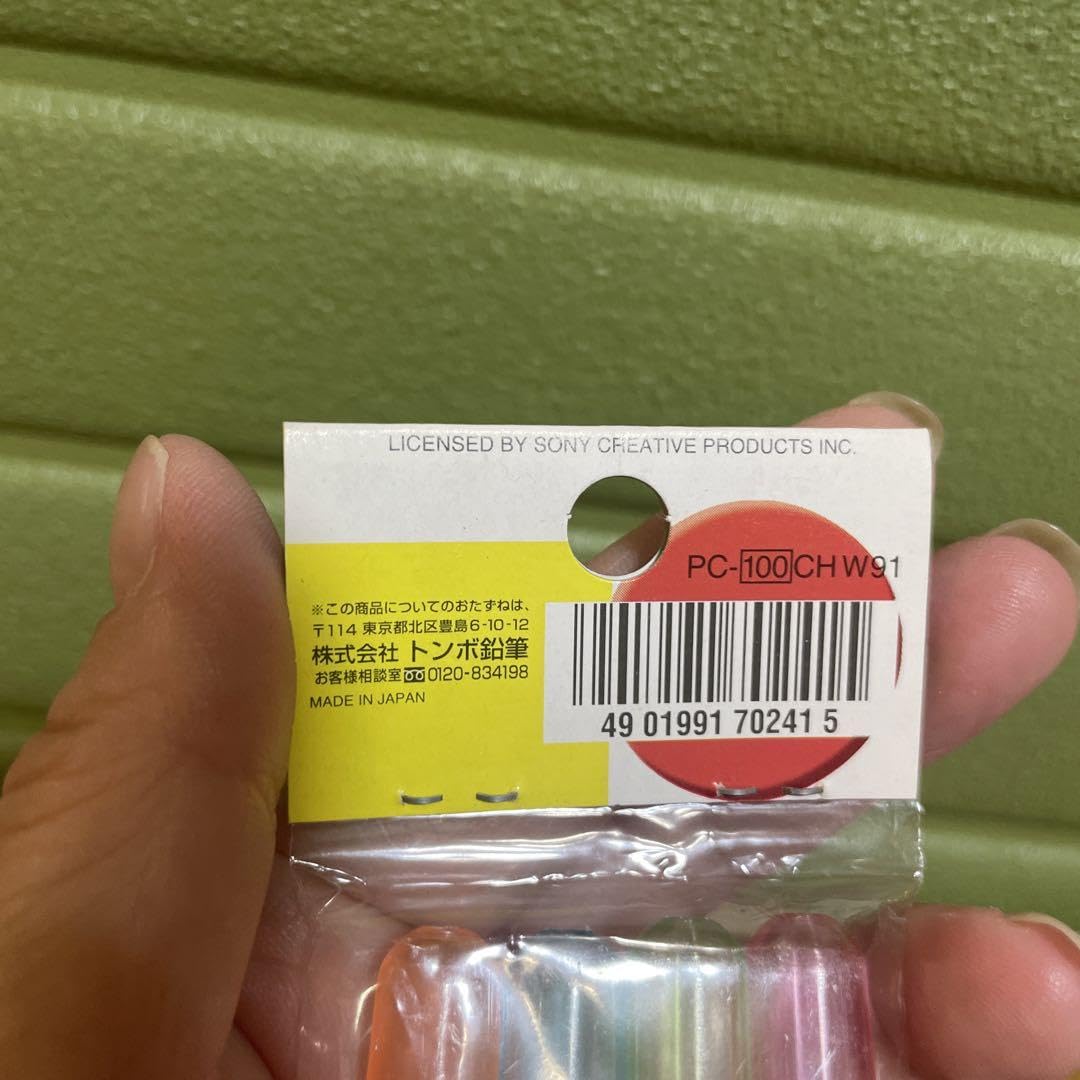 LICENSED BY SONY CREATIVE PRODUCTS INC.
PC-100CH W91
※この商品についてのおたずねは、
〒114 東京都北区豊島6-10-12
株式会社 トンボ鉛筆
お客様相談室 0120-834198
MADE IN JAPAN
49 01991 70241 5